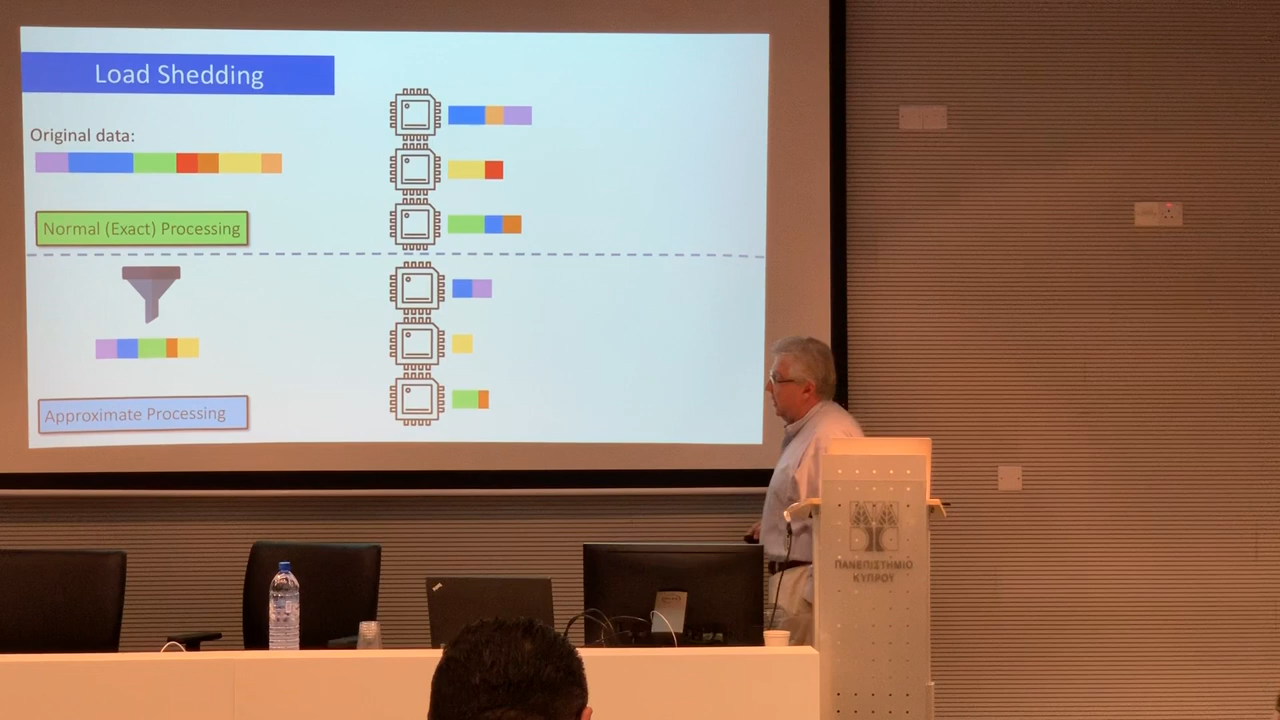 Load Shedding
Original data:
Normal (Exact) Processing
Approximate Processing
ΠΑΝΕΠΙΣΤΗΜΙΟ
ΚΥΠΡΟΥ